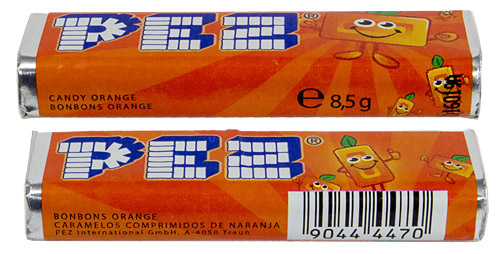 PEZ
CANDY ORANGE
BONBONS ORANGE
℮ 8,5 g
PEZ®
BONBONS ORANGE
CARAMELOS COMPRIMIDOS DE NARANJA
PEZ International GmbH, A-4050 Traun
9044 4470